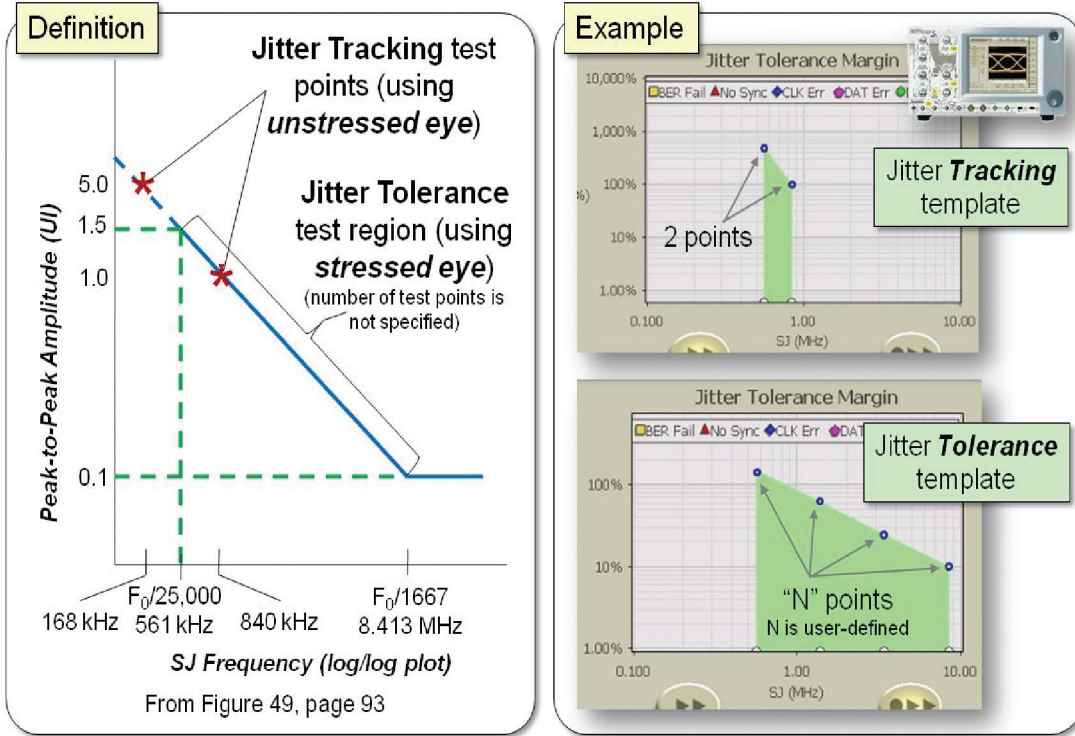 Definition
Jitter Tracking test
points (using
unstressed eye)
Jitter Tolerance
test region (using
stressed eye)
(number of test points is
not specified)
Peak-to-Peak Amplitude (UI)
5.0
1.5
1.0
0.1
F0/25,000
F0/1667
168 kHz
561 kHz
840 kHz
8.413 MHz
SJ Frequency (log/log plot)
From Figure 49, page 93
Example
Jitter Tolerance Margin
10,000%
BER Fail No Sync CLK Err DAT Err
1,000%
100%
%)
10%
1.00%
2 points
0.100
1.00
10.00
SJ (MHz)
Jitter Tracking
template
Jitter Tolerance Margin
BER Fail No Sync CLK Err
100%
10%
1.00%
"N" points
N is user-defined
0.100
1.00
10.00
SJ (MHz)
Jitter Tolerance
template